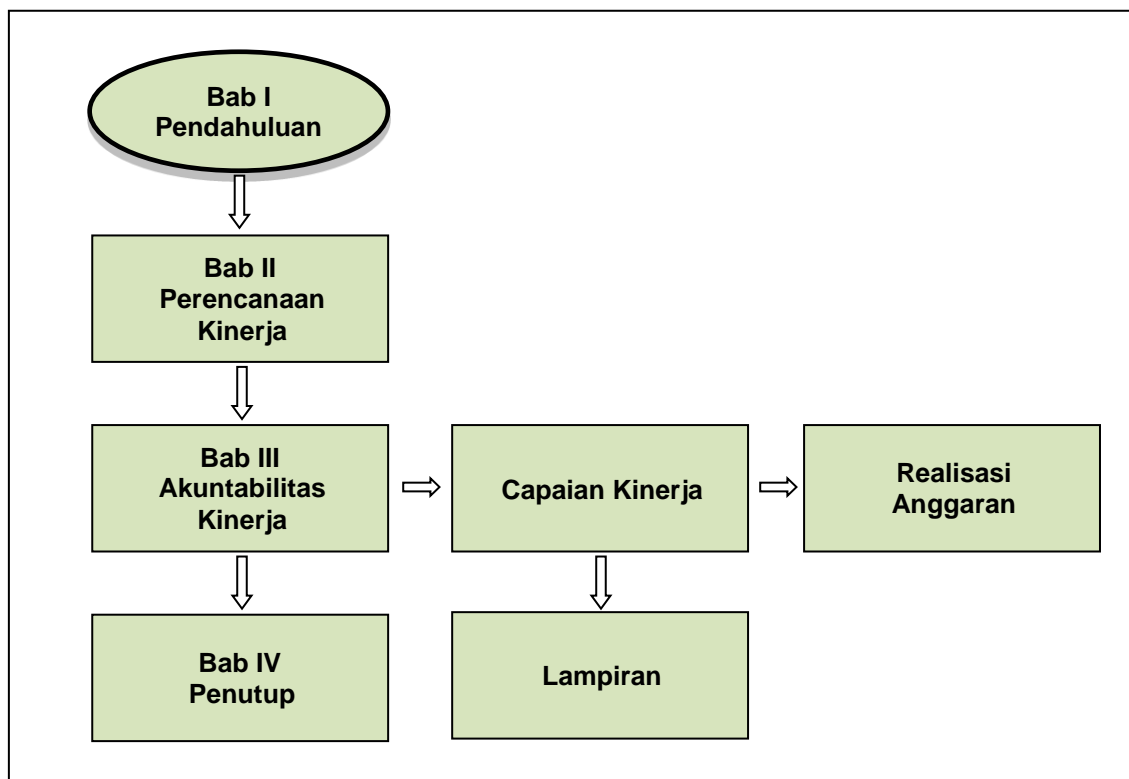 Bab I
Pendahuluan
Bab II
Perencanaan
Kinerja
Bab III
Akuntabilitas
Kinerja
Capaian Kinerja
Realisasi
Anggaran
Bab IV
Penutup
Lampiran